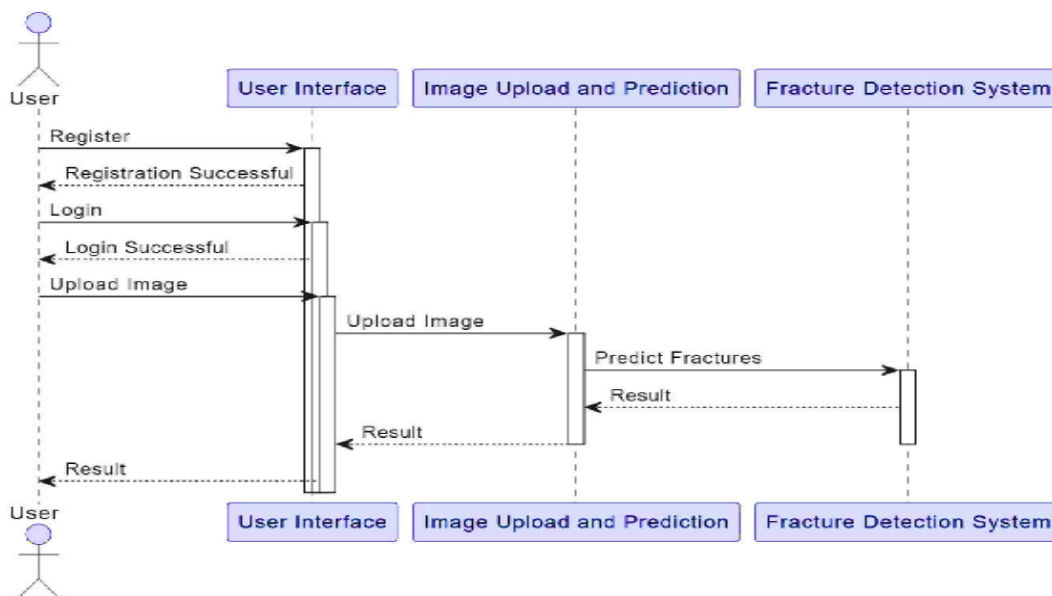 User
User Interface
Image Upload and Prediction
Fracture Detection System
Register
Registration Successful
Login
Login Successful
Upload Image
Upload Image
Predict Fractures
Result
Result
Result
User
User Interface
Image Upload and Prediction
Fracture Detection System